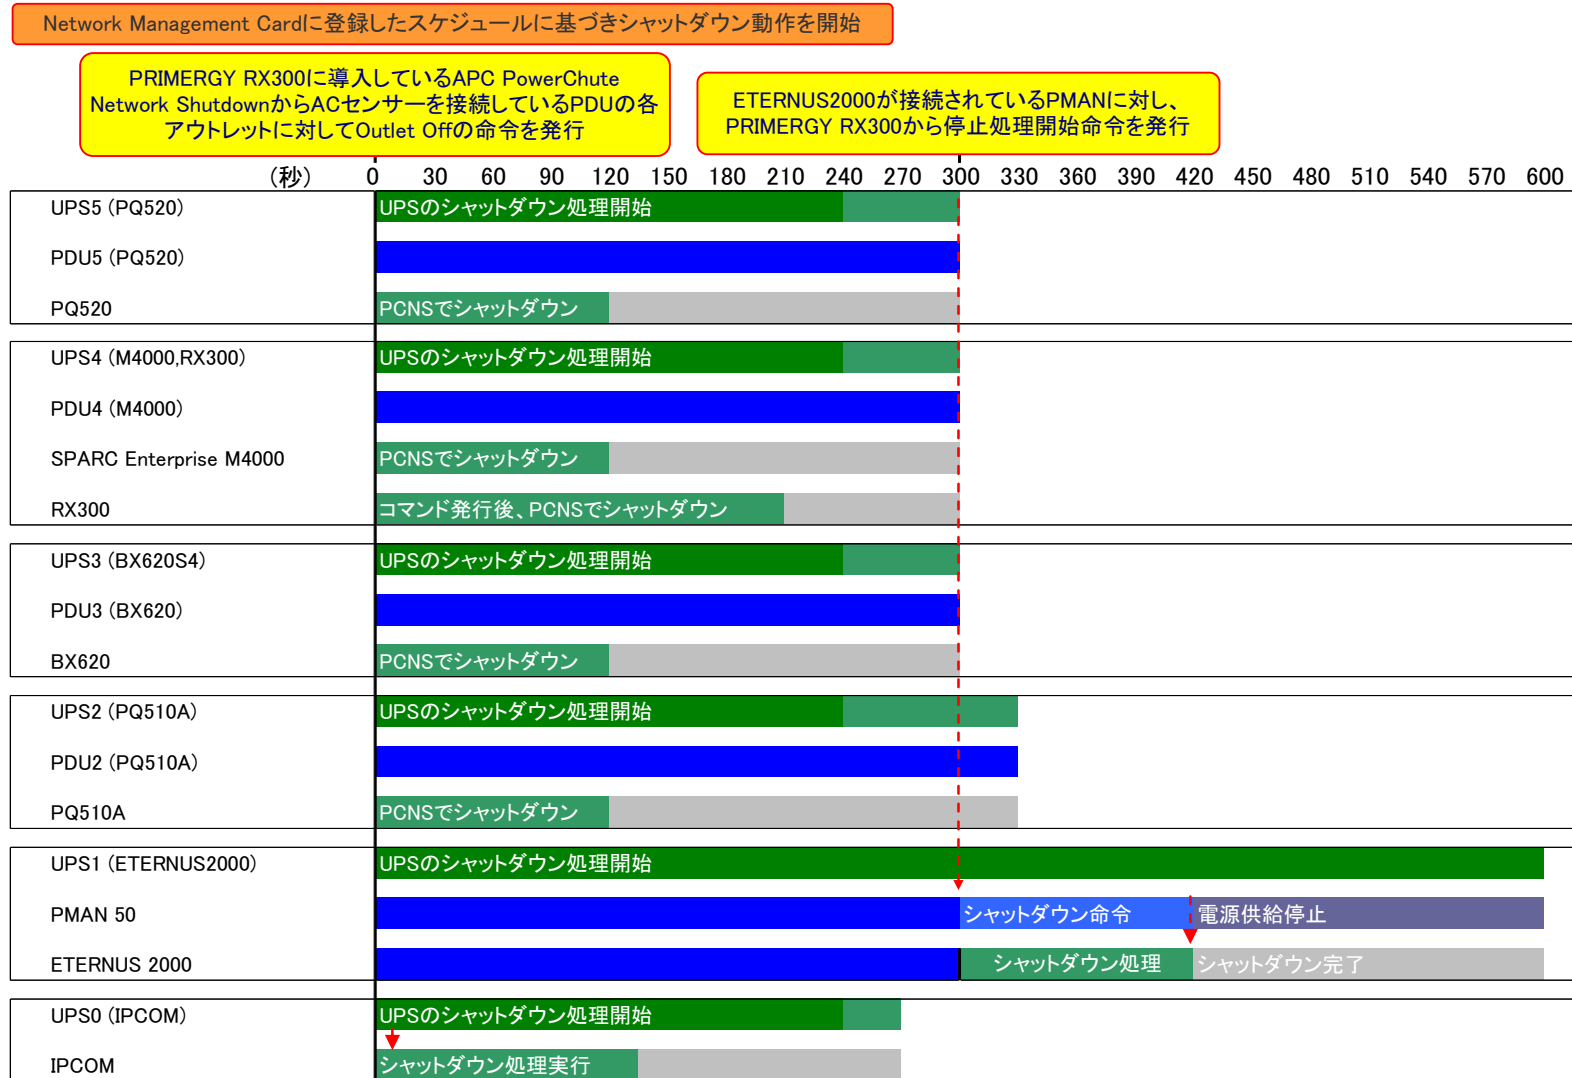 Network Management Cardに登録したスケジュールに基づきシャットダウン動作を開始
PRIMERGY RX300に導入しているAPC PowerChute
Network ShutdownからACセンサーを接続しているPDUの各
アウトレットに対してOutlet Offの命令を発行
ETERNUS2000が接続されているPMANに対し、
PRIMERGY RX300から停止処理開始命令を発行
(秒) 0 30 60 90 120 150 180 210 240 270 300 330 360 390 420 450 480 510 540 570 600
UPS5 (PQ520) UPSのシャットダウン処理開始
PDU5 (PQ520)
PQ520 PCNSでシャットダウン
UPS4 (M4000,RX300) UPSのシャットダウン処理開始
PDU4 (M4000)
SPARC Enterprise M4000 PCNSでシャットダウン
RX300 コマンド発行後、PCNSでシャットダウン
UPS3 (BX620S4) UPSのシャットダウン処理開始
PDU3 (BX620)
BX620 PCNSでシャットダウン
UPS2 (PQ510A) UPSのシャットダウン処理開始
PDU2 (PQ510A)
PQ510A PCNSでシャットダウン
UPS1 (ETERNUS2000) UPSのシャットダウン処理開始
PMAN 50 シャットダウン命令 電源供給停止
ETERNUS 2000 シャットダウン処理 シャットダウン完了
UPS0 (IPCOM) UPSのシャットダウン処理開始
IPCOM シャットダウン処理実行